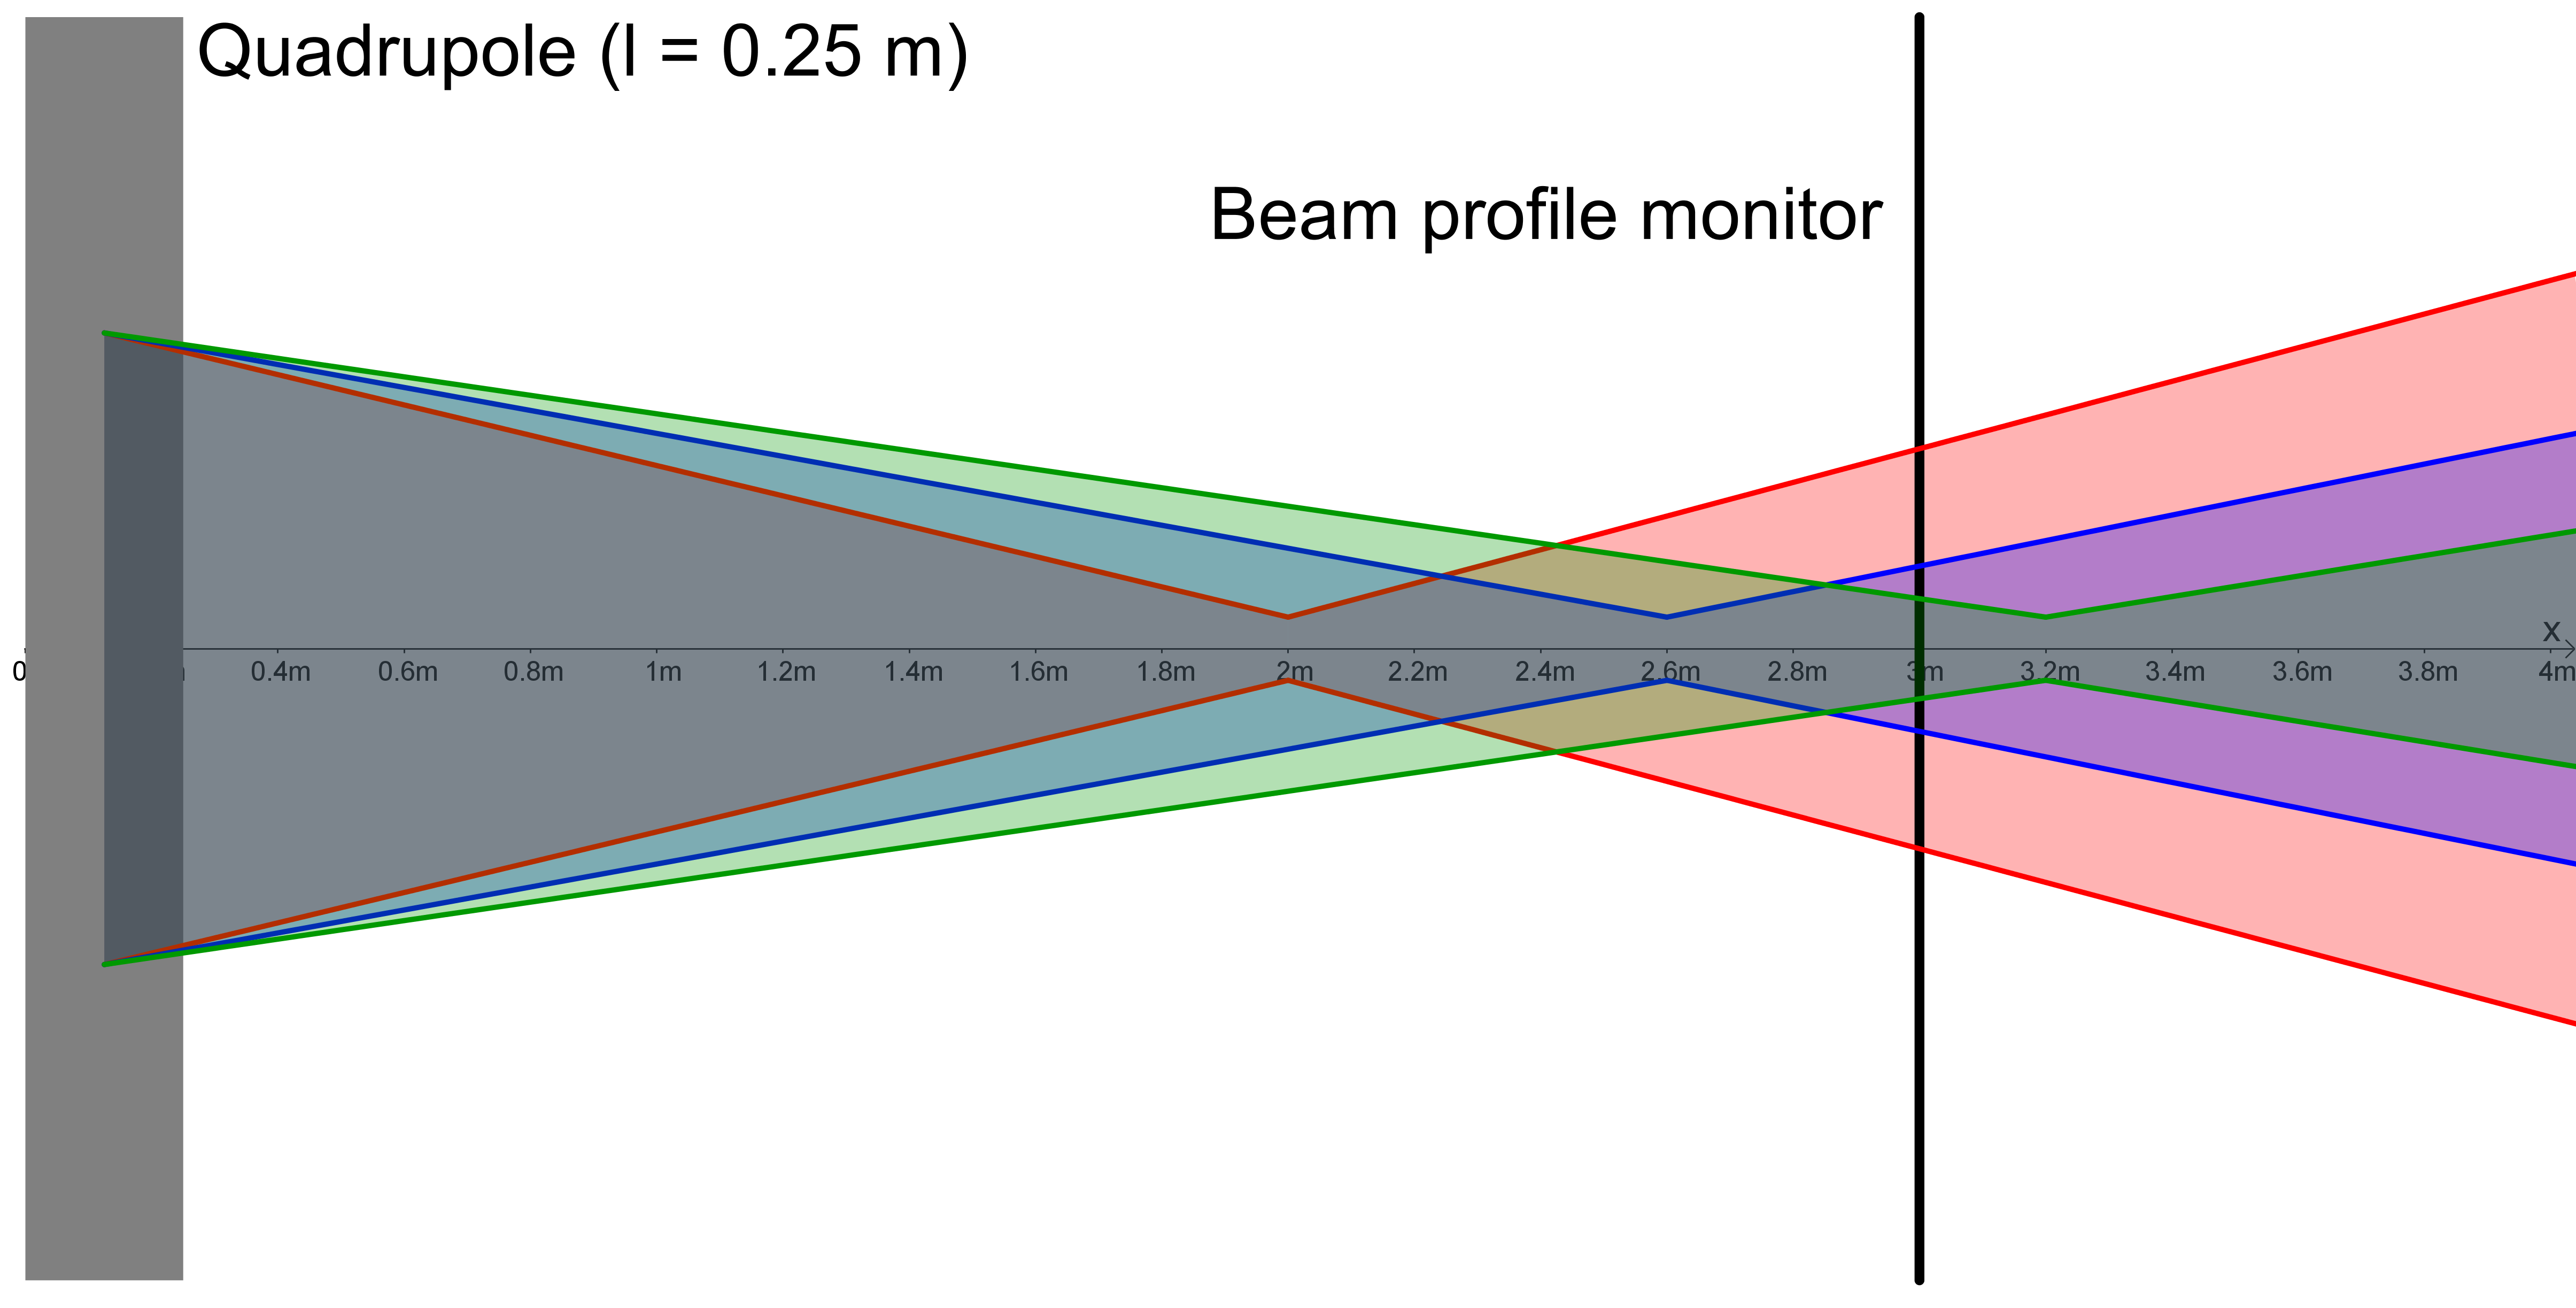 Quadrupole (l = 0.25 m)
Beam profile monitor
x
0 0.4m 0.6m 0.8m 1m 1.2m 1.4m 1.6m 1.8m 2m 2.2m 2.4m 2.6m 2.8m 3m 3.2m 3.4m 3.6m 3.8m 4m